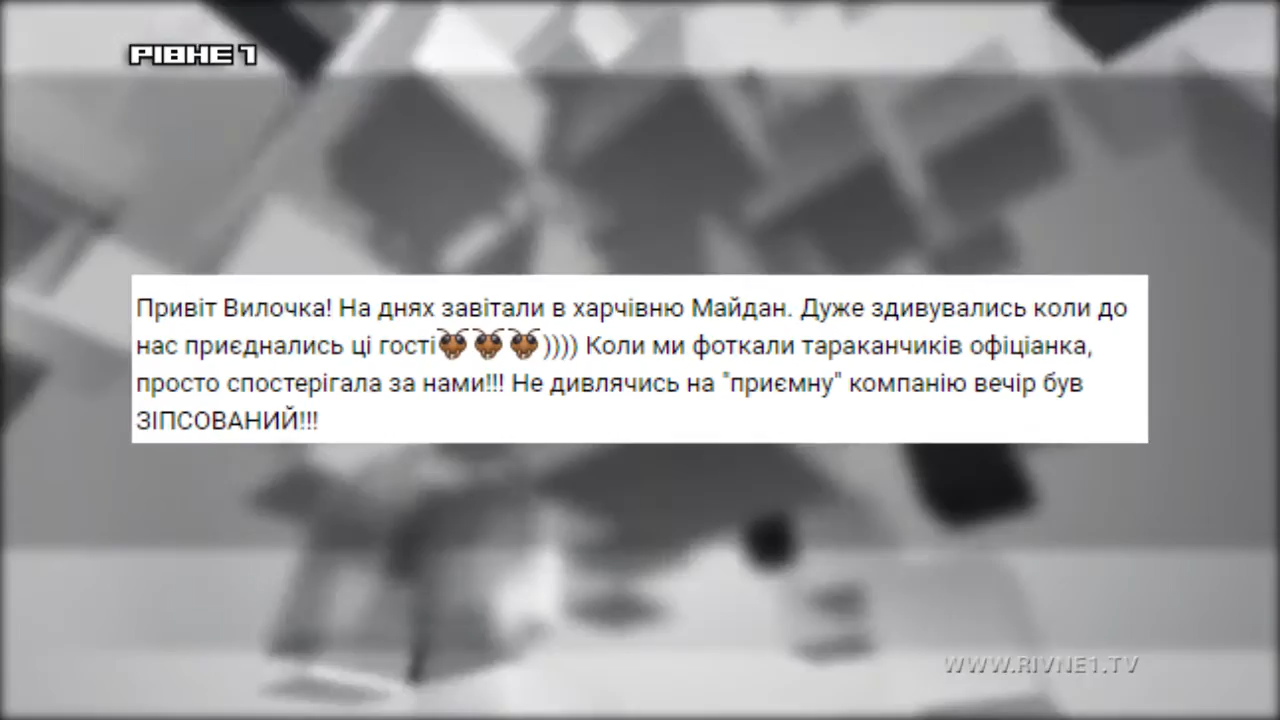 РІВНЕ 1
Привіт Вилочка! На днях завітали в харчівню Майдан. Дуже здивувались коли до
нас приєднались ці гості)))) Коли ми фоткали тараканчиків офіціанка,
просто спостерігала за нами!!! Не дивлячись на "приємну" компанію вечір був
ЗІПСОВАНИЙ!!!
WWW.RIVNE1.TV